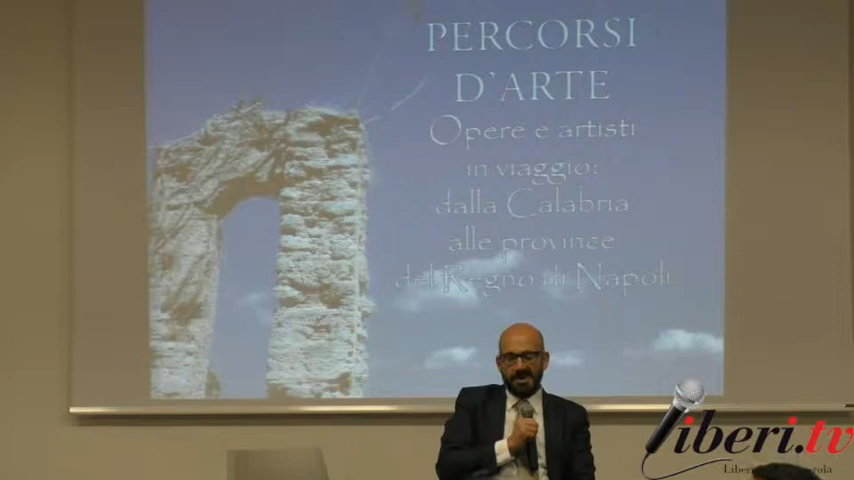 PERCORSI
D'ARTE
Opere e artisti
in viaggio:
dalla Calabria
alle province
del Regno di Napoli
liberi.tv